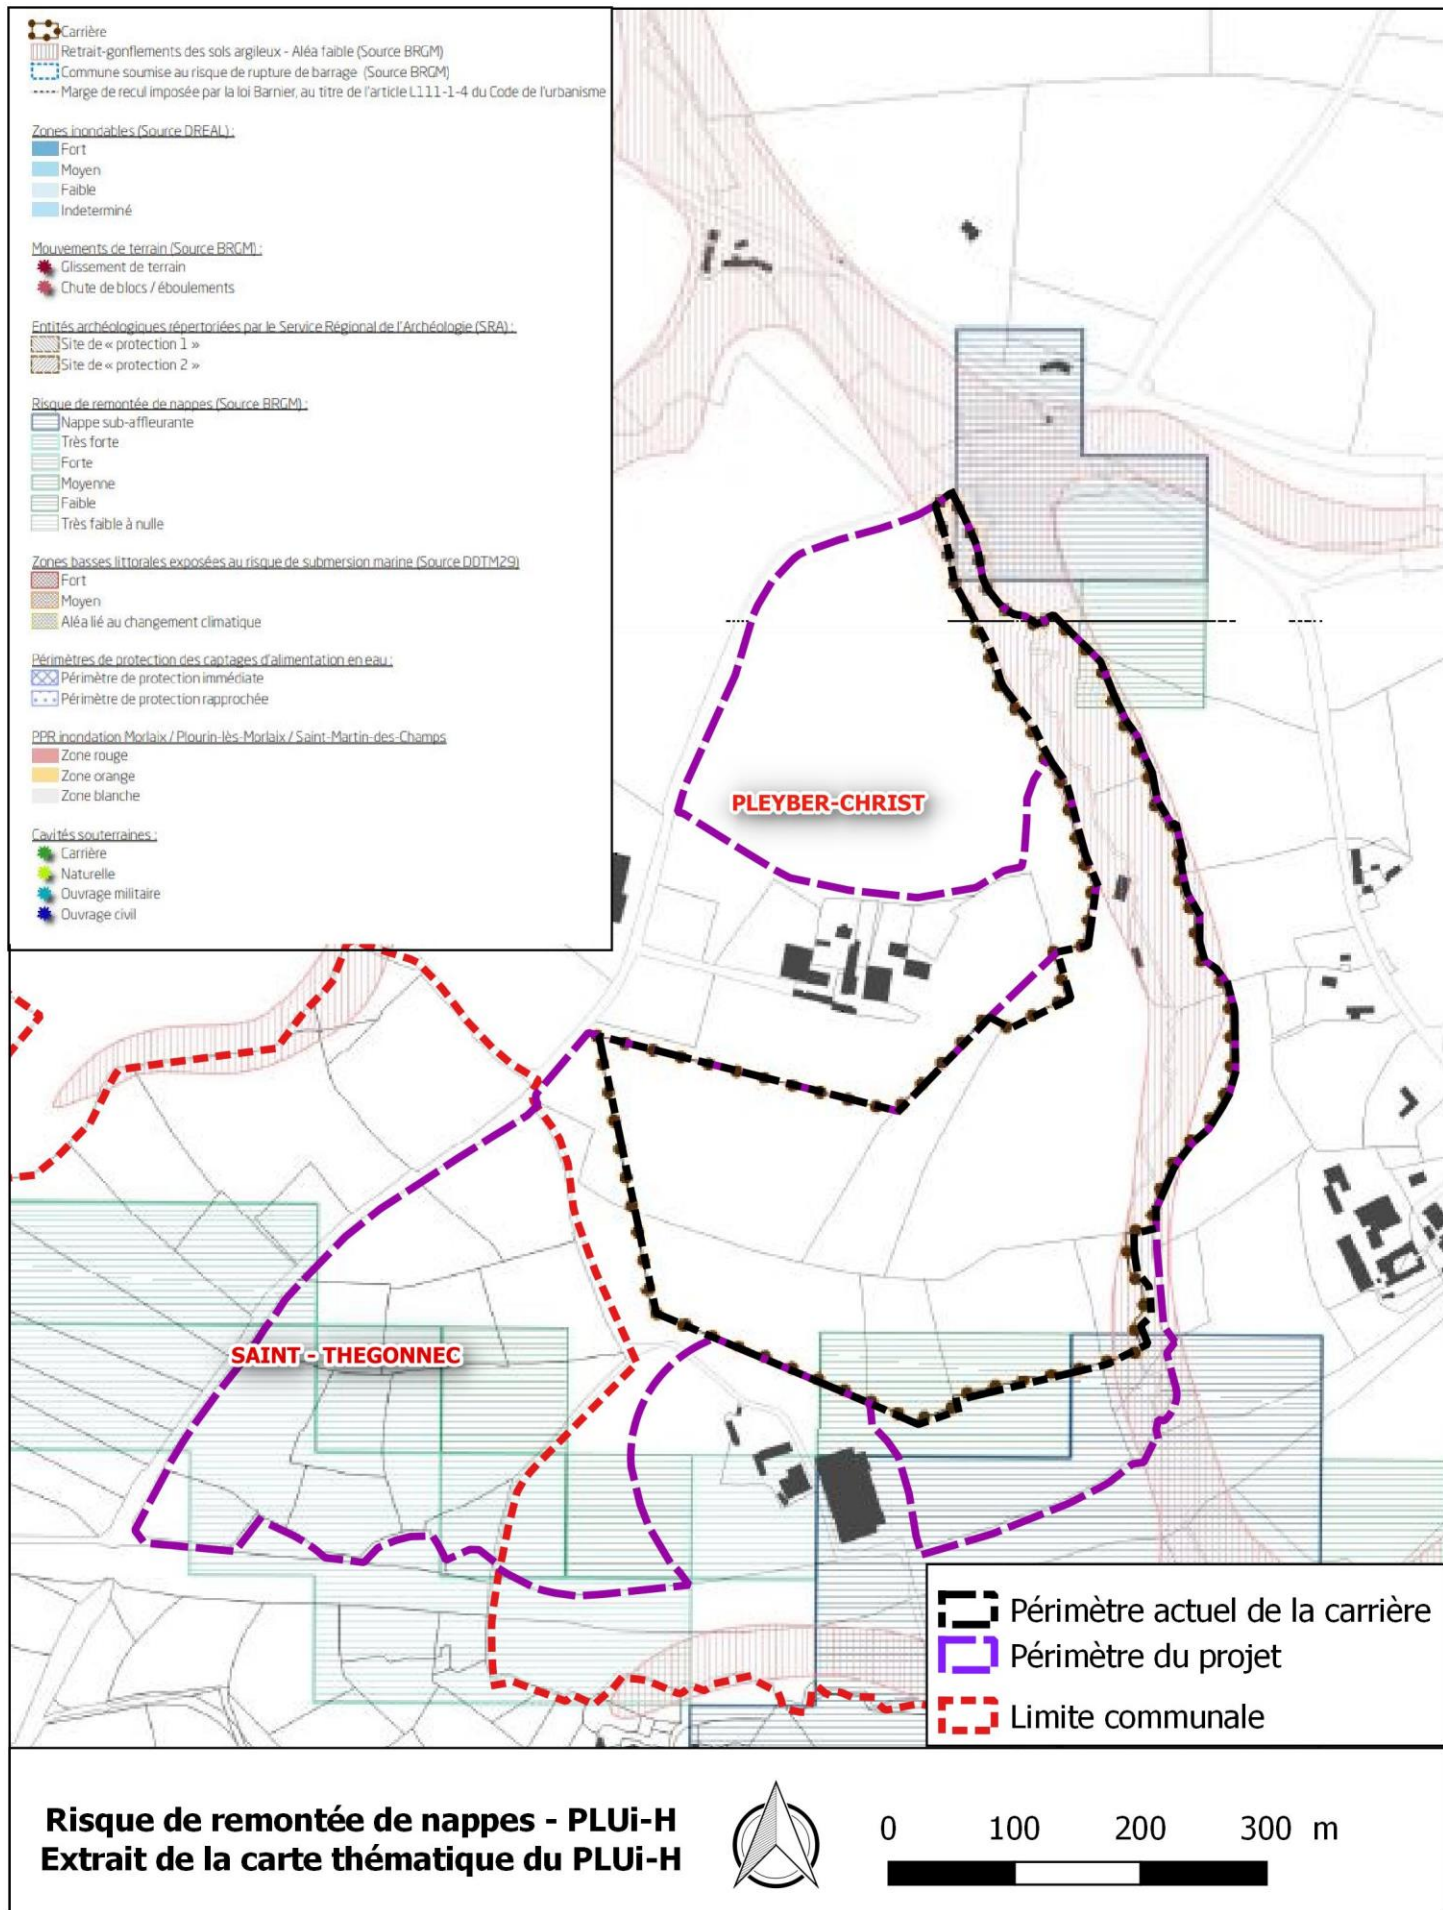 Carrière
Retrait-gonflements des sols argileux - Aléa faible (Source BRGM)
Commune soumise au risque de rupture de barrage (Source BRGM)
Marge de recul imposée par la loi Barnier, au titre de l'article L111-1-4 du Code de l'urbanisme
Zones inondables (Source DREAL) :
Fort
Moyen
Faible
Indeterminé
Mouvements de terrain (Source BRGM) :
Glissement de terrain
Chute de blocs / éboulements
Entités archéologiques répertoriées par le Service Régional de l'Archéologie (SRA) :
Site de « protection 1 »
Site de « protection 2 »
Risque de remontée de nappes (Source BRGM) :
Nappe sub-affleurante
Très forte
Forte
Moyenne
Faible
Très faible à nulle
Zones basses littorales exposées au risque de submersion marine (Source DDTM29)
Fort
Moyen
Aléa lié au changement climatique
Périmètres de protection des captages d'alimentation en eau :
Périmètre de protection immédiate
Périmètre de protection rapprochée
PPR inondation Morlaix / Plourin-lès-Morlaix / Saint-Martin-des-Champs
Zone rouge
Zone orange
Zone blanche
Cavités souterraines :
Carrière
Naturelle
Ouvrage militaire
Ouvrage civil
PLEYBER-CHRIST
SAINT - THEGONNEC
Périmètre actuel de la carrière
Périmètre du projet
Limite communale
Risque de remontée de nappes - PLUi-H
Extrait de la carte thématique du PLUi-H
0 100 200 300 m